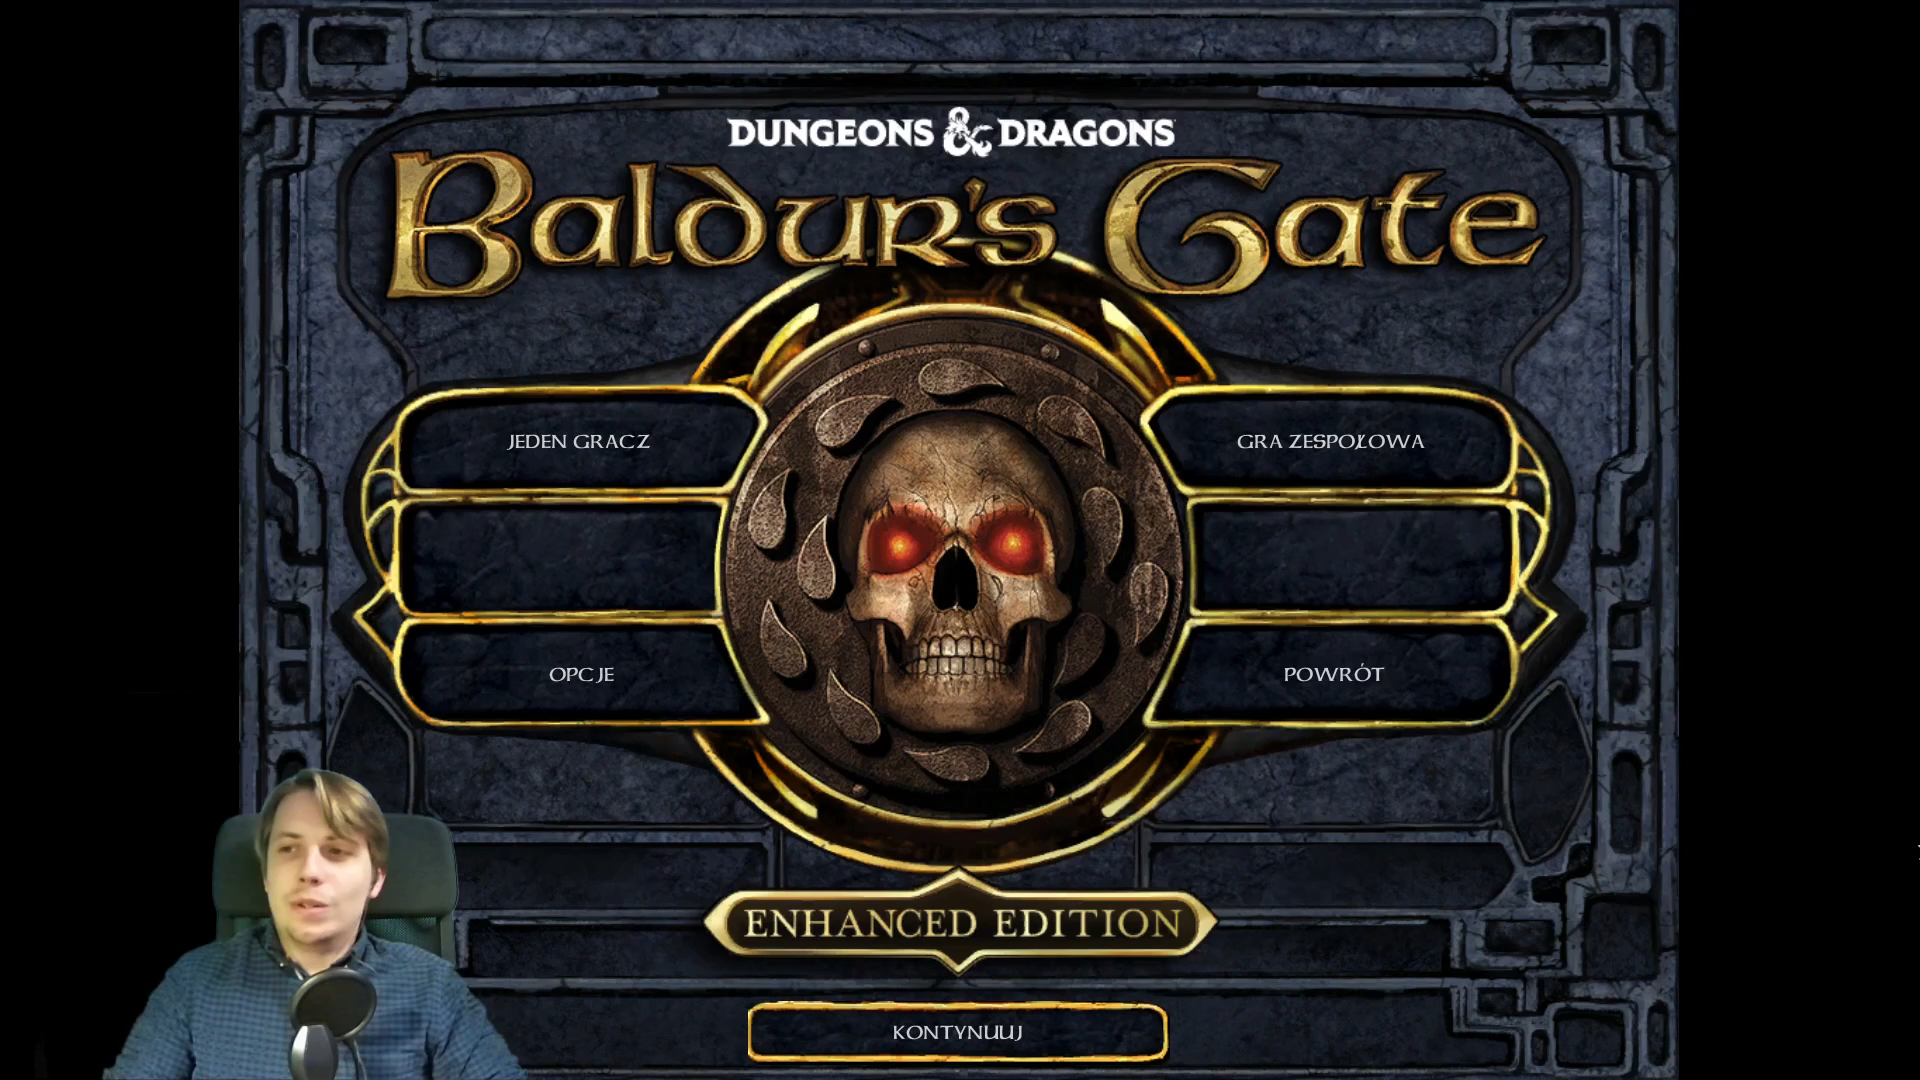 DUNGEONS & DRAGONS
Baldur's Gate
JEDEN GRACZ
GRA ZESPOŁOWA
OPCJE
POWRÓT
ENHANCED EDITION
KONTYNUUJ